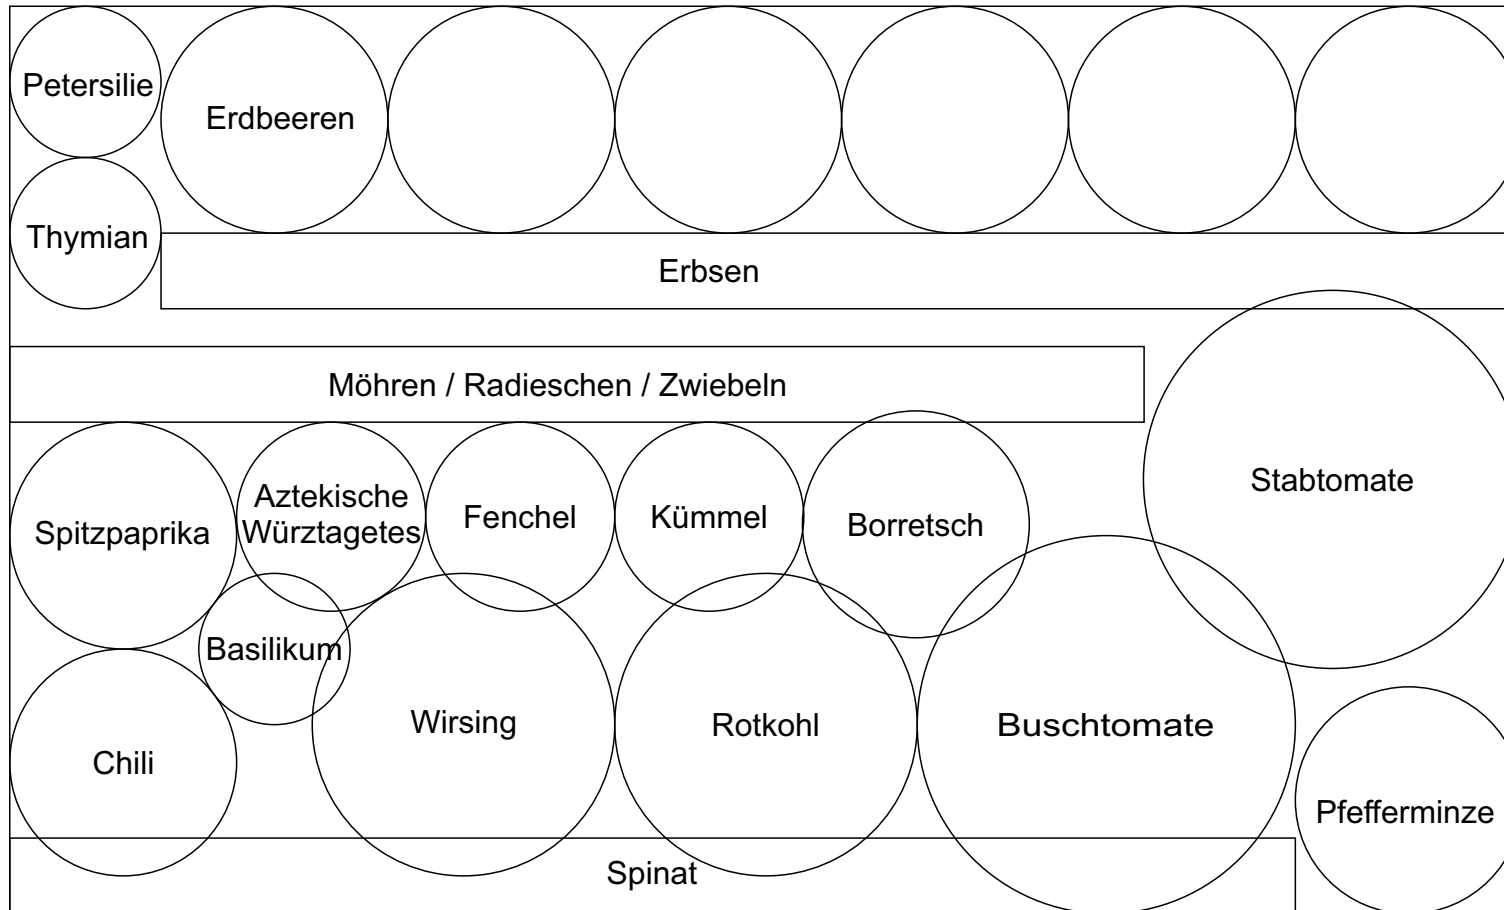 Petersilie
Erdbeeren
Thymian
Erbsen
Möhren / Radieschen / Zwiebeln
Stabtomate
Spitzpaprika
Aztekische
Würztagetes
Fenchel
Kümmel
Borretsch
Basilikum
Wirsing
Rotkohl
Buschtomate
Chili
Pfefferminze
Spinat